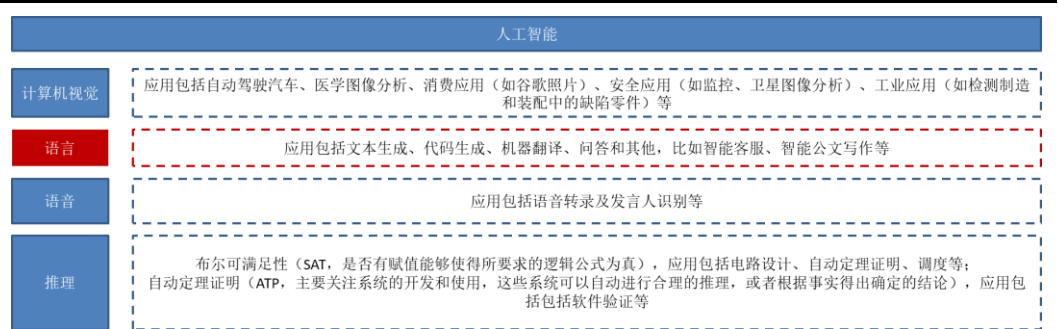 人工智能
计算机视觉
应用包括自动驾驶汽车、医学图像分析、消费应用（如谷歌照片）、安全应用（如监控、卫星图像分析）、工业应用（如检测制造
和装配中的缺陷零件）等
语言
应用包括文本生成、代码生成、机器翻译、问答和其他，比如智能客服、智能公文写作等
语音
应用包括语音转录及发言人识别等
推理
布尔可满足性（SAT，是否有赋值能够使得所要求的逻辑公式为真），应用包括电路设计、自动定理证明、调度等；
自动定理证明（ATP，主要关注系统的开发和使用，这些系统可以自动进行合理的推理，或者根据事实得出确定的结论），应用包
括包括软件验证等